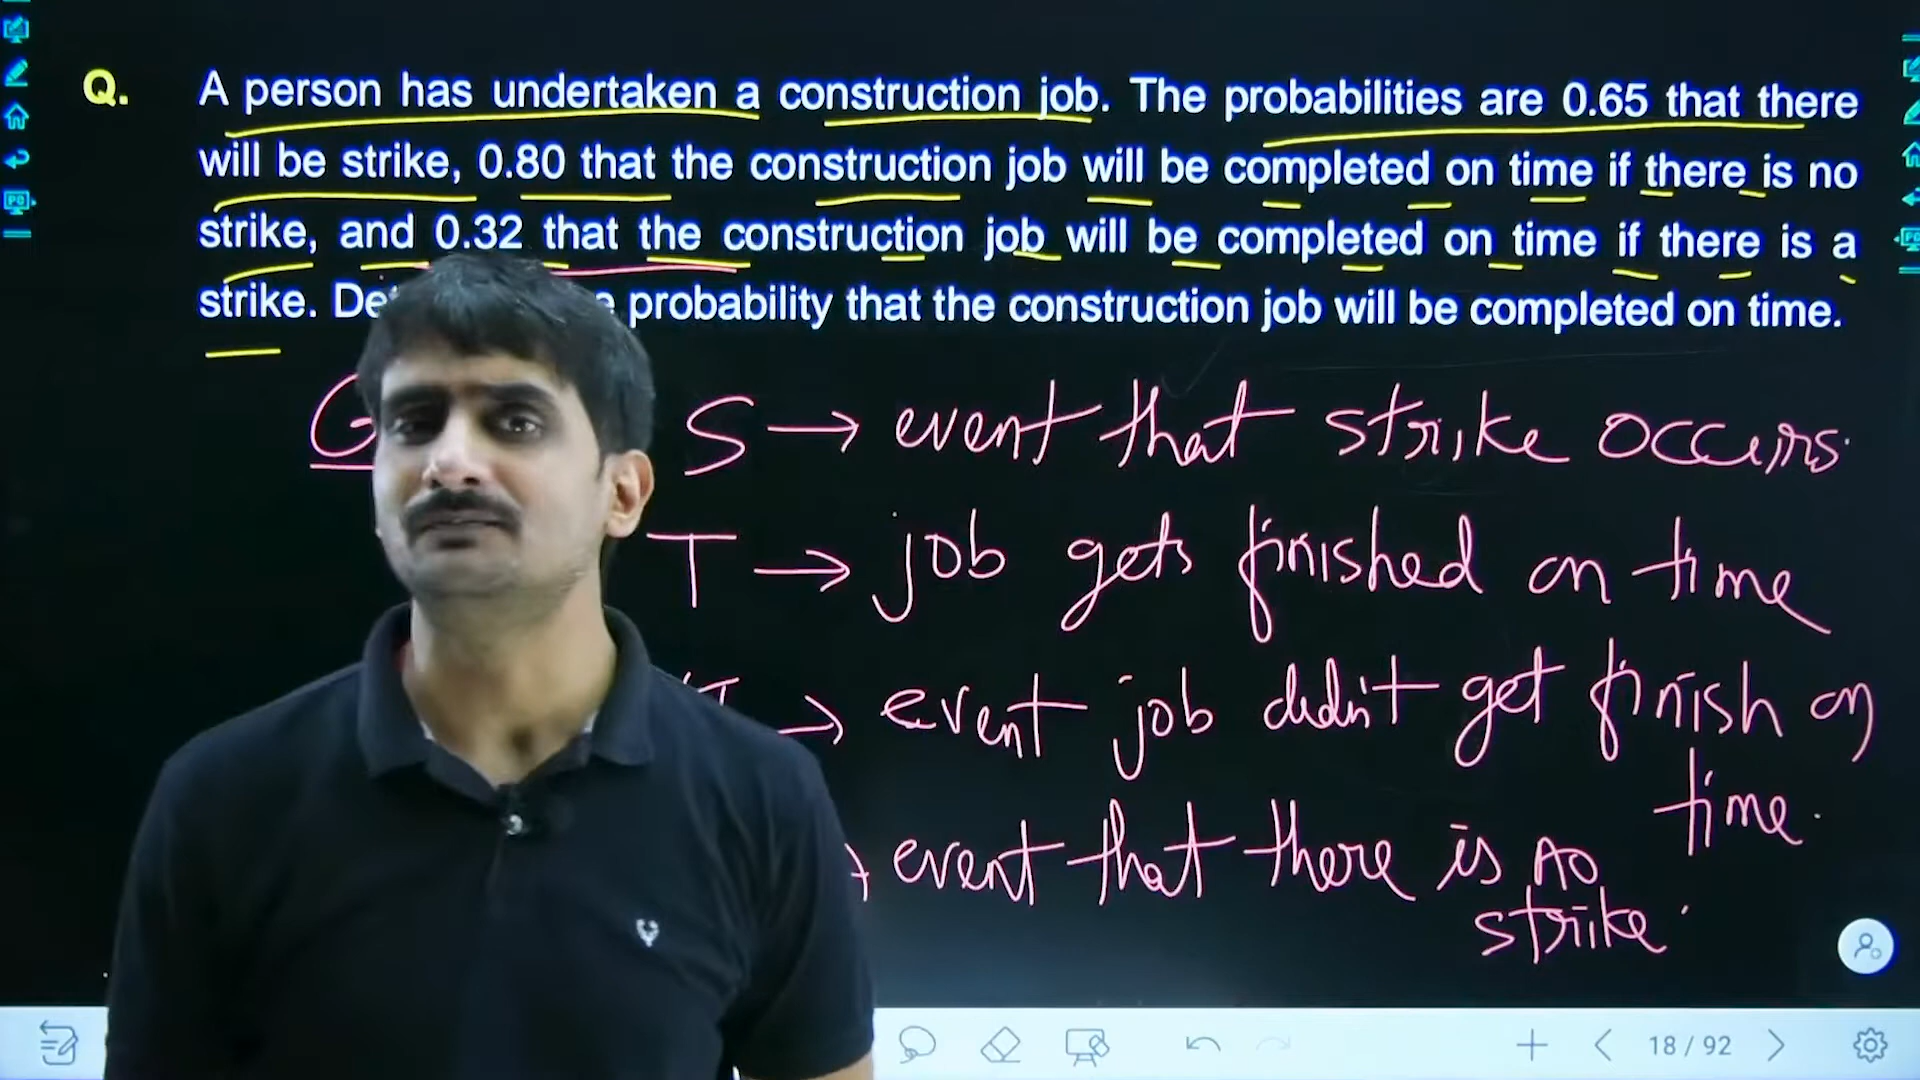 Q. A person has undertaken a construction job. The probabilities are 0.65 that there
will be strike, 0.80 that the construction job will be completed on time if there is no
strike, and 0.32 that the construction job will be completed on time if there is a
strike. probability that the construction job will be completed on time.
S → event that strike occurs.
T → job gets finished on time
→ event job didn't get finish on
time.
event that there is no
strike.
18 / 92